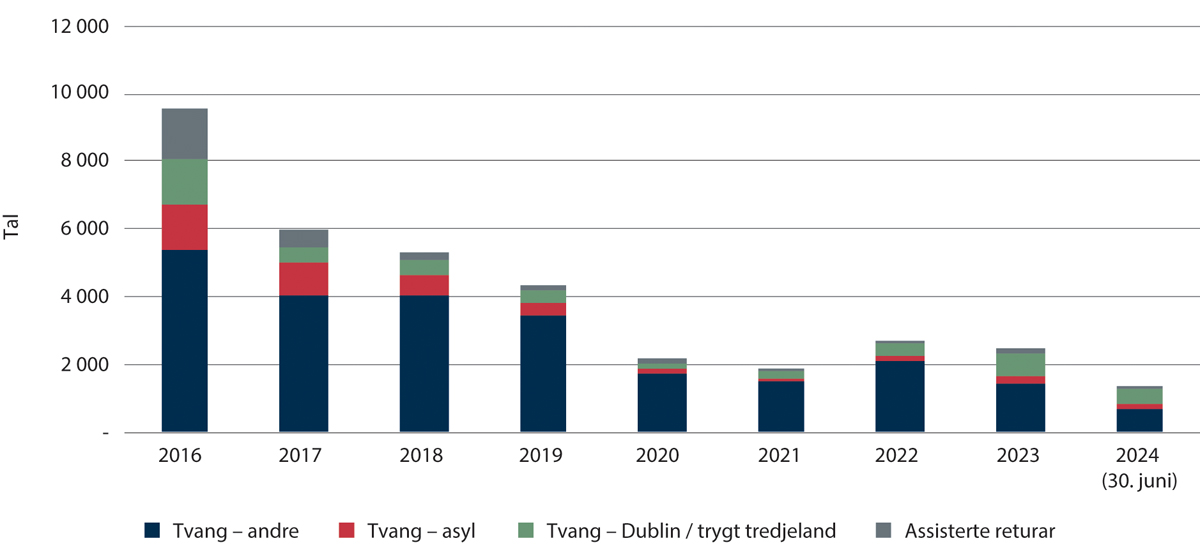 12 000
10 000
8 000
6 000
4 000
2 000
-
Tal
2016 2017 2018 2019 2020 2021 2022 2023 2024
(30. juni)
Tvang – andre Tvang – asyl Tvang – Dublin / trygt tredjeland Assisterte returar